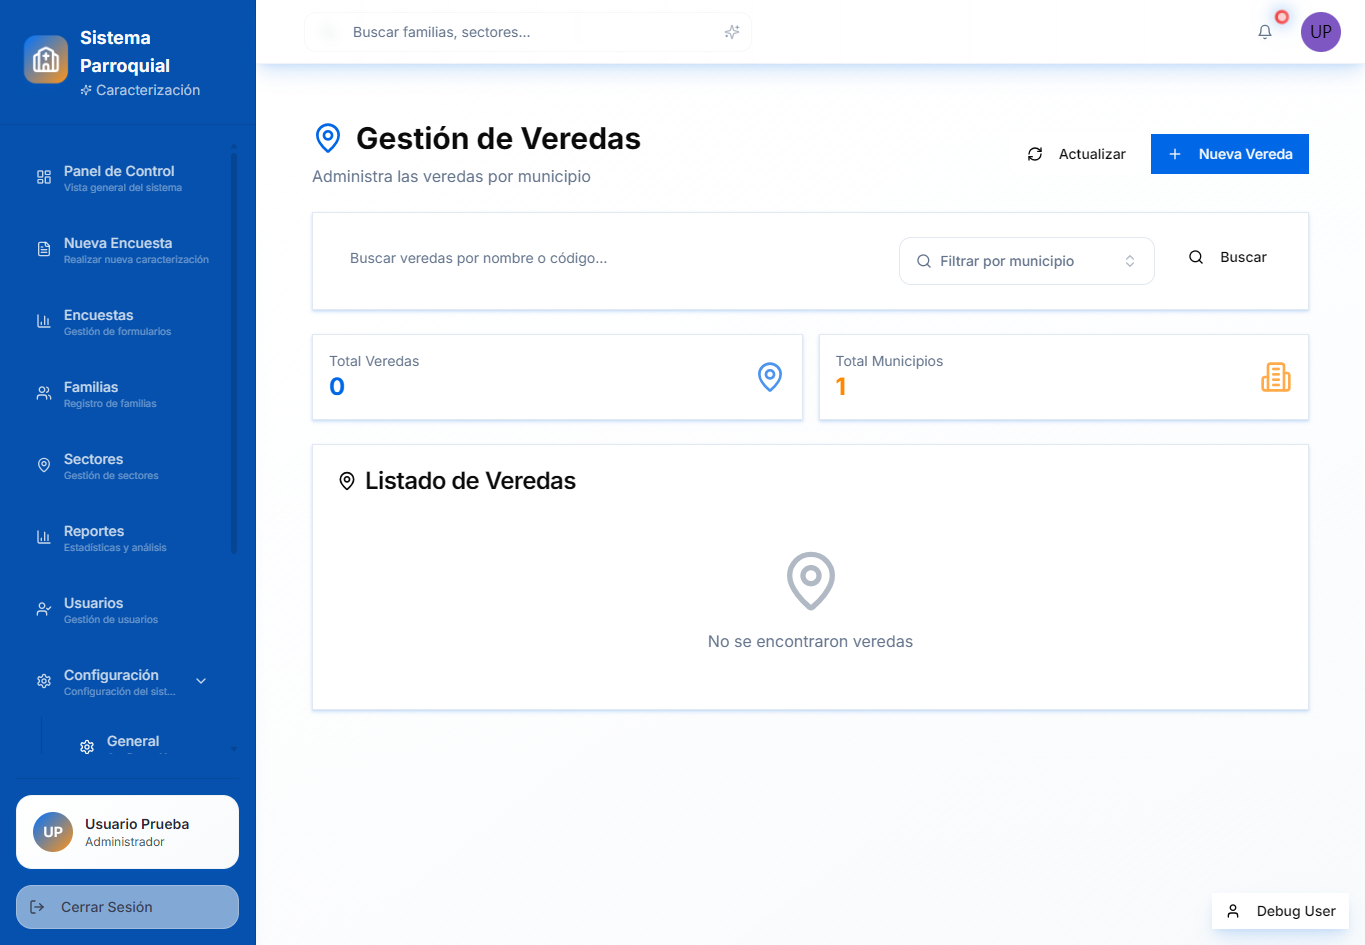 Sistema
Parroquial
Caracterización
Buscar familias, sectores...
UP
Gestión de Veredas
Administra las veredas por municipio
Actualizar
Nueva Vereda
Panel de Control
Vista general del sistema
Nueva Encuesta
Realizar nueva caracterización
Encuestas
Gestión de formularios
Familias
Registro de familias
Sectores
Gestión de sectores
Reportes
Estadísticas y análisis
Usuarios
Gestión de usuarios
Configuración
Configuración del sist...
General
Buscar veredas por nombre o código...
Filtrar por municipio
Buscar
Total Veredas
0
Total Municipios
1
Listado de Veredas
No se encontraron veredas
UP
Usuario Prueba
Administrador
Cerrar Sesión
Debug User